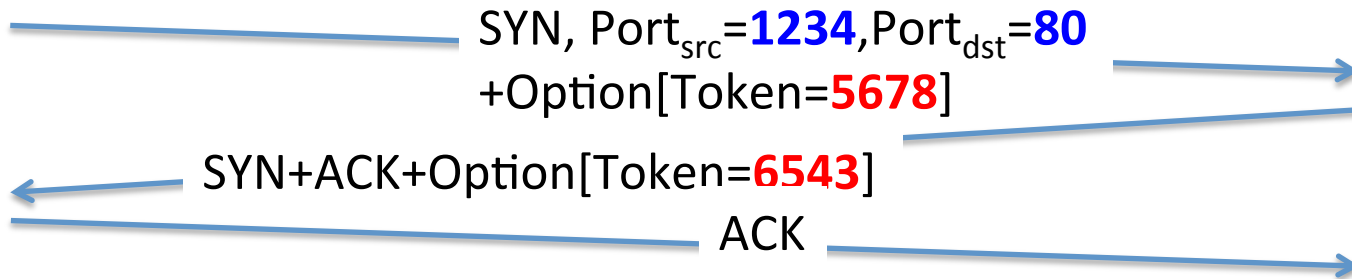 SYN, Portsrc=1234,Portdst=80
+Option[Token=5678]
SYN+ACK+Option[Token=6543]
ACK